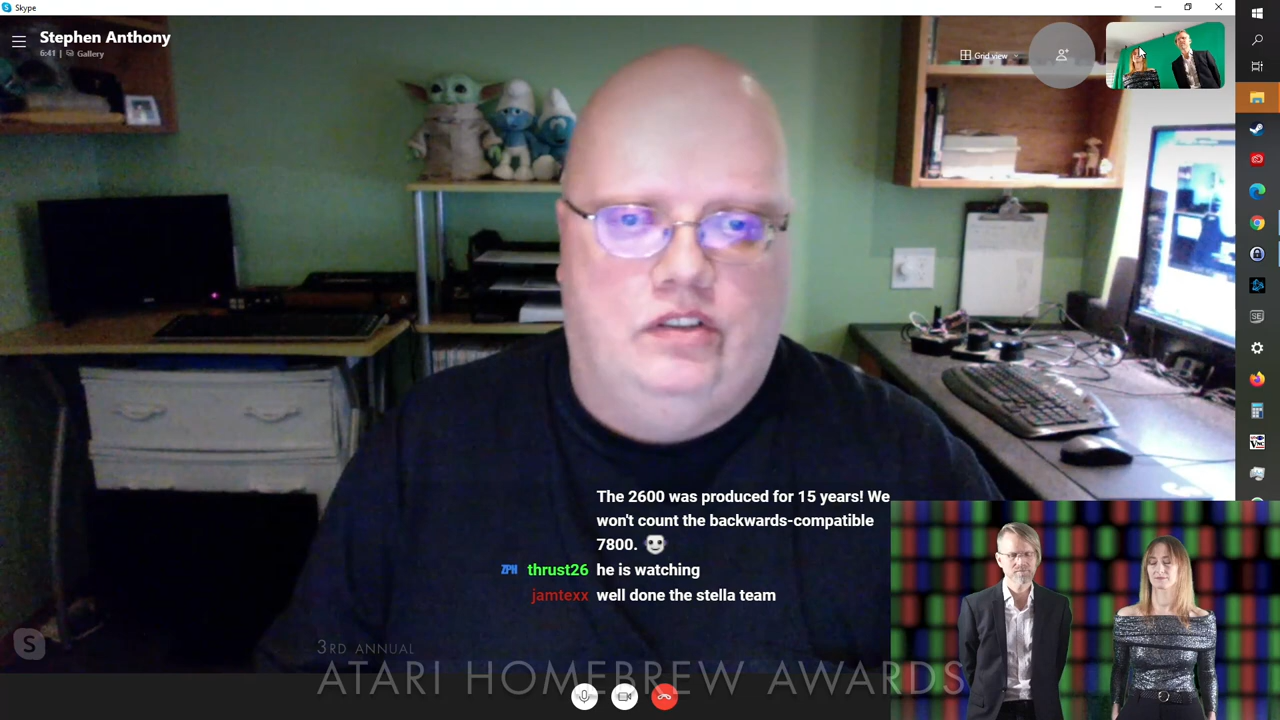 Skype
Stephen Anthony
6:41 | Gallery
Grid view
The 2600 was produced for 15 years! We
won't count the backwards-compatible
7800.
ZPH thrust26 he is watching
jamtexx well done the stella team
3RD ANNUAL
ATARI HOMEBREW AWARDS